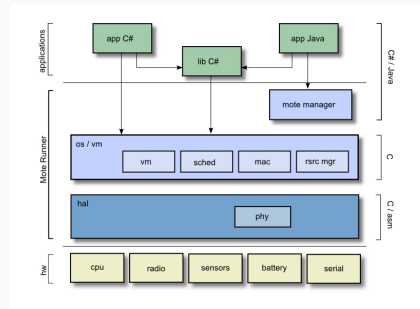 applications
app C#
lib C#
app Java
C# / Java
Mote Runner
mote manager
os / vm
vm
sched
mac
rsrc mgr
C
hal
phy
C / asm
hw
cpu
radio
sensors
battery
serial